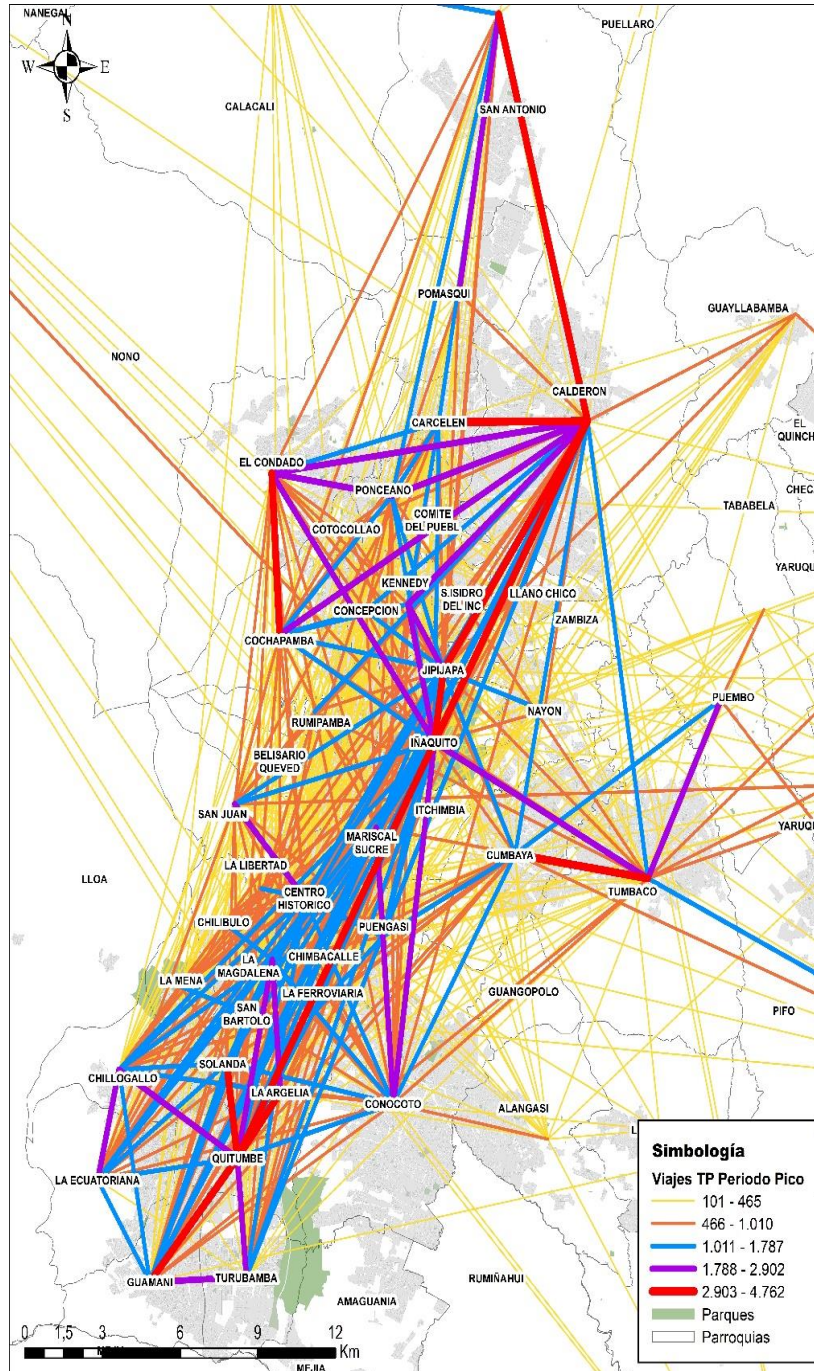 NANEGAL
N
W
E
S
PUELLARO
CALACALI
SAN ANTONIO
POMASQUI
GUAYLLABAMBA
NONO
CALDERON
CARCELEN
EL
QUINCH
EL CONDADO
PONCEANO
CHEC
COTOCOLLAO
COMITE
DEL PUEBL
TABABELA
YARUQU
KENNEDY
S.ISIDRO
DEL INC
LLANO CHICO
CONCEPCION
ZAMBIZA
COCHAPAMBA
JIPIJAPA
PUEMBO
RUMIPAMBA
NAYON
IÑAQUITO
BELISARIO
QUEVED
SAN JUAN
ITCHIMBIA
MARISCAL
SUCRE
YARUQU
CUMBAYA
LA LIBERTAD
LLOA
TUMBACO
CENTRO
HISTORICO
CHILIBULO
PUENGASI
LA
MAGDALENA
CHIMBACALLE
LA MENA
LA FERROVIARIA
GUANGOPOLO
SAN
BARTOLO
PIFO
SOLANDA
CHILLOGALLO
LA ARGELIA
CONOCOTO
ALANGASI
L
QUITUMBE
LA ECUATORIANA
GUAMANI
TURUBAMBA
RUMIÑAHUI
AMAGUANIA
MEJIA
MEJIA
0 1,5 3 6 9 12
Km
Simbología
Viajes TP Periodo Pico
101 - 465
466 - 1.010
1.011 - 1.787
1.788 - 2.902
2.903 - 4.762
Parques
Parroquias